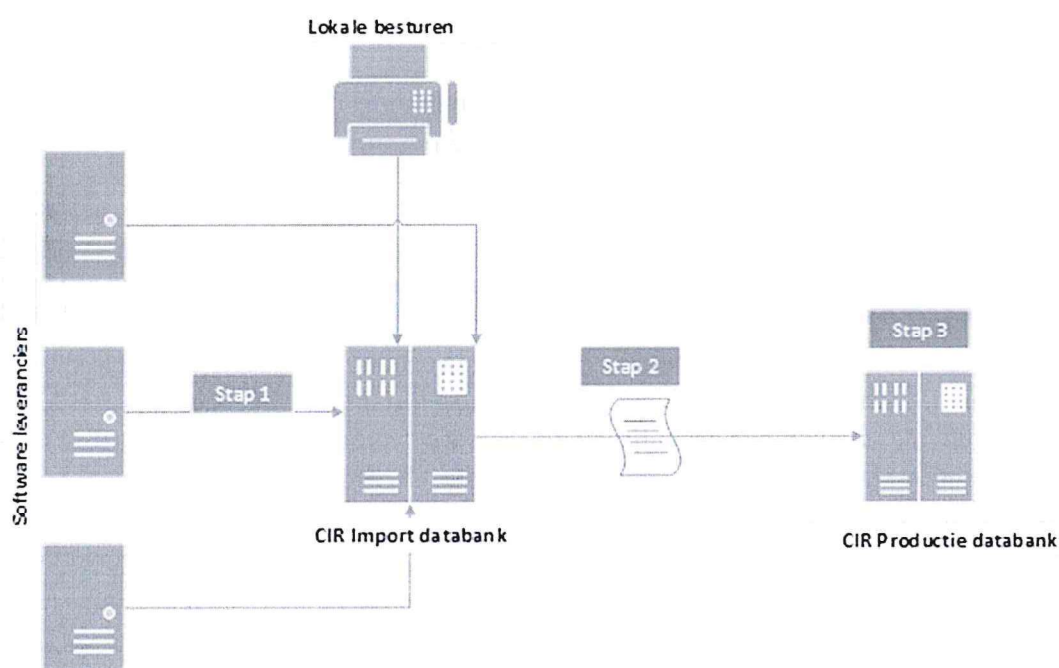 Lokale besturen
Software leveranciers
Stap 1
Stap 2
Stap 3
CIR Import databank
CIR Productie databank